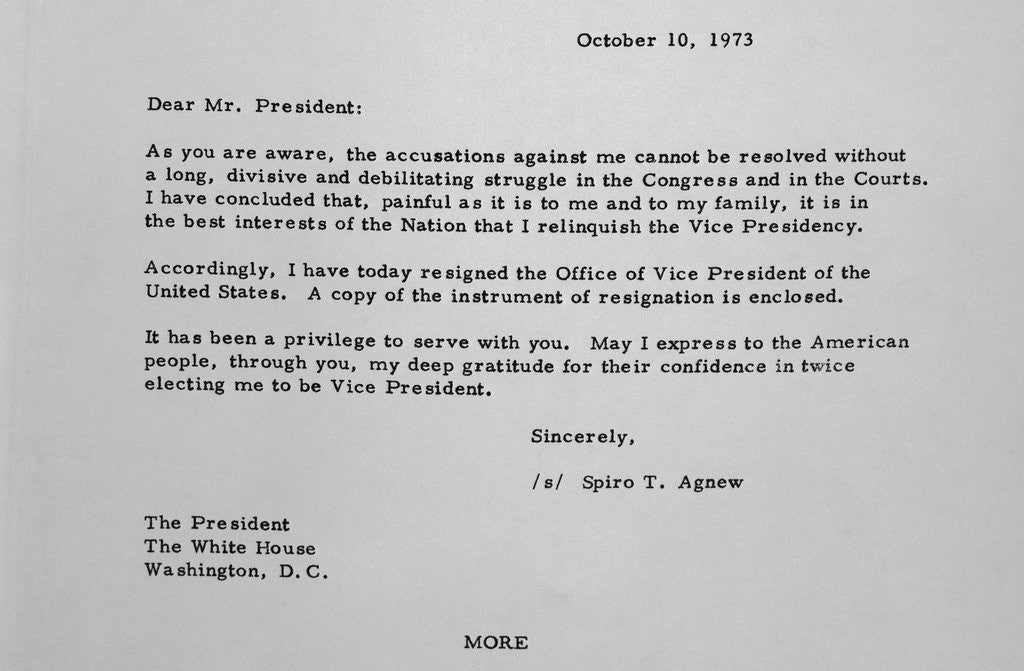 October 10, 1973
Dear Mr. President:
As you are aware, the accusations against me cannot be resolved without
a long, divisive and debilitating struggle in the Congress and in the Courts.
I have concluded that, painful as it is to me and to my family, it is in
the best interests of the Nation that I relinquish the Vice Presidency.
Accordingly, I have today resigned the Office of Vice President of the
United States. A copy of the instrument of resignation is enclosed.
It has been a privilege to serve with you. May I express to the American
people, through you, my deep gratitude for their confidence in twice
electing me to be Vice President.
Sincerely,
/s/ Spiro T. Agnew
The President
The White House
Washington, D.C.
MORE